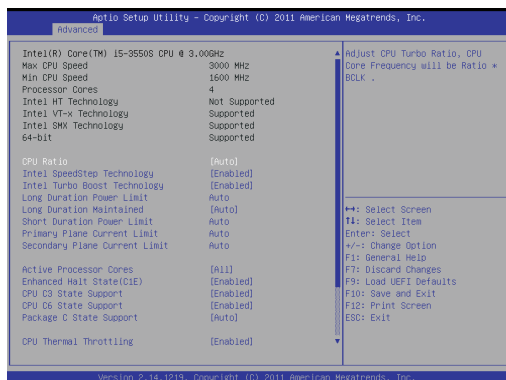 Aptio Setup Utility – Copyright (C) 2011 American Megatrends, Inc.
Advanced
Intel(R) Core(TM) i5-3550S CPU @ 3.00GHz
Max CPU Speed 3000 MHz
Min CPU Speed 1600 MHz
Processor Cores 4
Intel HT Technology Not Supported
Intel VT-x Technology Supported
Intel SMX Technology Supported
64-bit Supported
CPU Ratio [Auto]
Intel SpeedStep Technology [Enabled]
Intel Turbo Boost Technology [Enabled]
Long Duration Power Limit Auto
Long Duration Maintained [Auto]
Short Duration Power Limit Auto
Primary Plane Current Limit Auto
Secondary Plane Current Limit Auto
Active Processor Cores [All]
Enhanced Halt State(C1E) [Enabled]
CPU C3 State Support [Enabled]
CPU C6 State Support [Enabled]
Package C State Support [Auto]
CPU Thermal Throttling [Enabled]
Adjust CPU Turbo Ratio, CPU
Core Frequency will be Ratio *
BCLK .
↔: Select Screen
↑↓: Select Item
Enter: Select
+/-: Change Option
F1: General Help
F7: Discard Changes
F9: Load UEFI Defaults
F10: Save and Exit
F12: Print Screen
ESC: Exit
Version 2.14.1219. Copyright (C) 2011 American Megatrends, Inc.